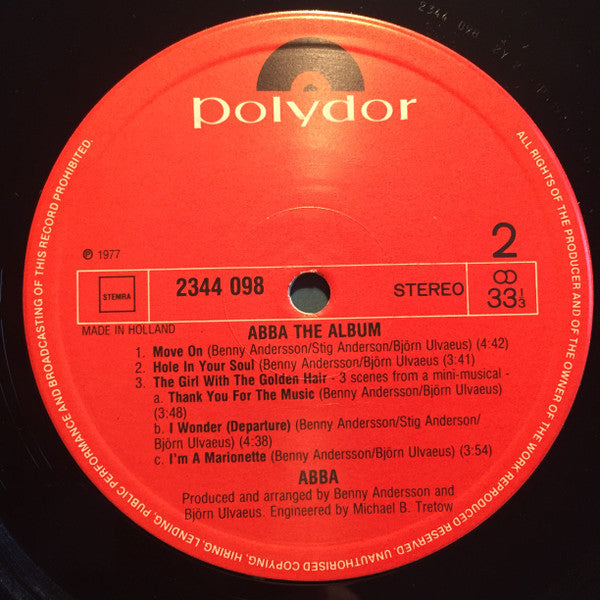 polydor
2344 098
2
℗ 1977
STEMRA
2344 098
STEREO
33 1/3
MADE IN HOLLAND
ABBA THE ALBUM
1. Move On (Benny Andersson/Stig Anderson/Björn Ulvaeus) (4:42)
2. Hole In Your Soul (Benny Andersson/Björn Ulvaeus) (3:41)
3. The Girl With The Golden Hair - 3 scenes from a mini-musical -
a. Thank You For The Music (Benny Andersson/Björn Ulvaeus)
(3:48)
b. I Wonder (Departure) (Benny Andersson/Stig Anderson/
Björn Ulvaeus) (4:38)
c. I'm A Marionette (Benny Andersson/Björn Ulvaeus) (3:54)
ABBA
Produced and arranged by Benny Andersson and
Björn Ulvaeus. Engineered by Michael B. Tretow
ALL RIGHTS OF THE PRODUCER AND OF THE OWNER OF THE WORK REPRODUCED RESERVED. UNAUTHORISED COPYING, HIRING, LENDING, PUBLIC PERFORMANCE AND BROADCASTING OF THIS RECORD PROHIBITED.